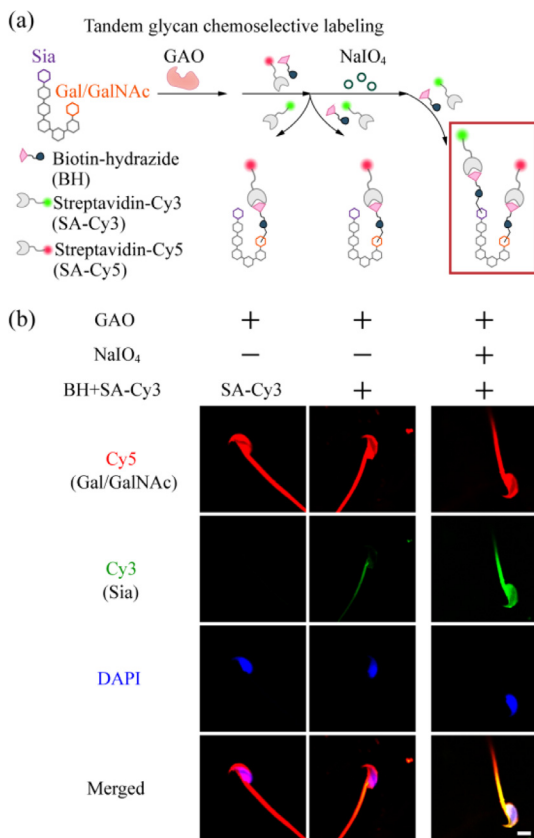 (a)
Tandem glycan chemoselective labeling
Sia
GAO
NaIO₄
Gal/GalNAc
Biotin-hydrazide
(BH)
Streptavidin-Cy3
(SA-Cy3)
Streptavidin-Cy5
(SA-Cy5)
(b)
GAO + + +
NaIO₄ − − +
BH+SA-Cy3 SA-Cy3 + +
Cy5
(Gal/GalNAc)
Cy3
(Sia)
DAPI
Merged